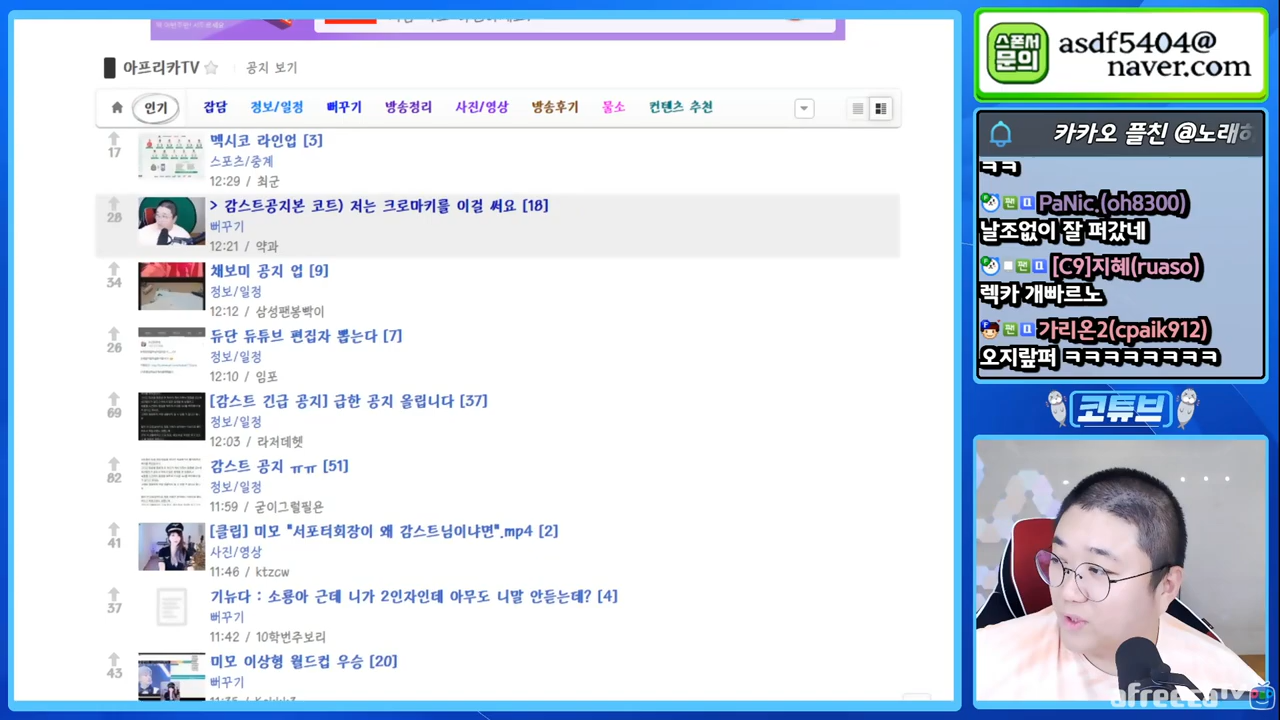 아프리카TV
공지 보기
인기 잡담 정보/일정 뻐꾸기 방송정리 사진/영상 방송후기 물소 컨텐츠 추천
17
멕시코 라인업 [3]
스포츠/중계
12:29 / 최군
28
> 감스트공지본 코트) 저는 크로마키를 이걸 써요 [18]
뻐꾸기
12:21 / 약과
34
채보미 공지 업 [9]
정보/일정
12:12 / 삼성팬봉빡이
26
듀단 듀튜브 편집자 뽑는다 [7]
정보/일정
12:10 / 임포
69
[감스트 긴급 공지] 급한 공지 올립니다 [37]
정보/일정
12:03 / 라저데헷
82
감스트 공지 ㅠㅠ [51]
정보/일정
11:59 / 굳이그럴필욘
41
[클립] 미모 "서포터회장이 왜 감스트님이냐면".mp4 [2]
사진/영상
11:46 / ktzcw
37
기뉴다 : 소룡아 근데 니가 2인자인데 아무도 니말 안듣는데? [4]
뻐꾸기
11:42 / 10학번주보리
43
미모 이상형 월드컵 우승 [20]
뻐꾸기
스폰서
문의
asdf5404@
naver.com
카카오 플친 @노래하
ㅋㅋ
팬 PaNic.(oh8300)
날조없이 잘 퍼갔네
팬 [C9]지혜(ruaso)
렉카 개빠르노
팬 가리온2(cpaik912)
오지랖퍼 ㅋㅋㅋㅋㅋㅋㅋㅋ
코튜브
afreecaTV